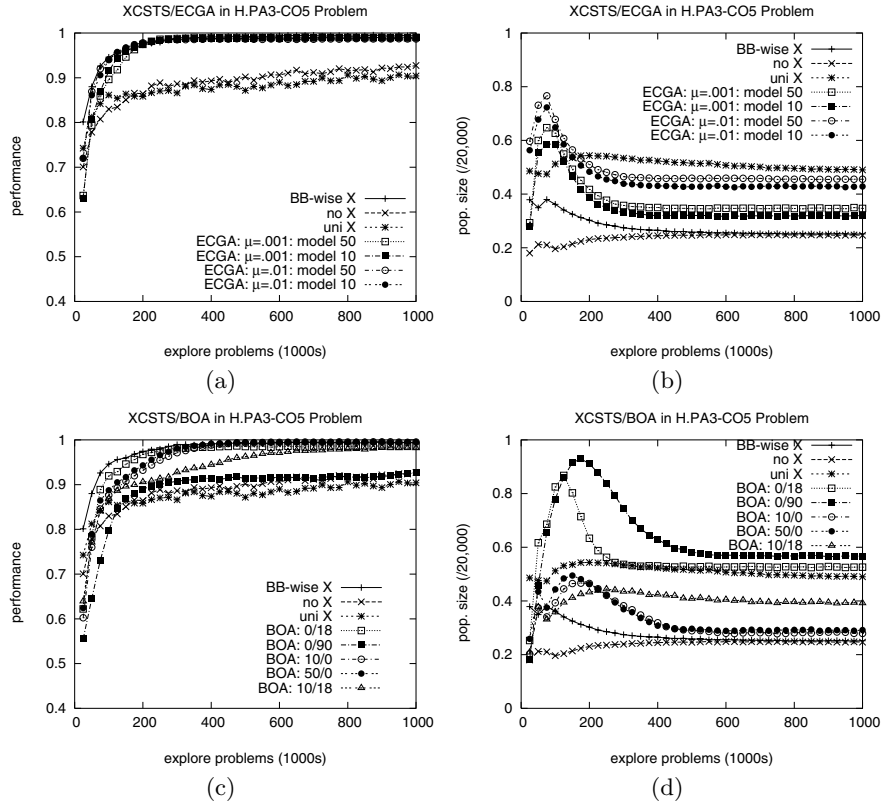 XCSTS/ECGA in H.PA3-CO5 Problem
1
0.9
0.8
0.7
0.6
0.5
0.4
performance
BB-wise X
no X
uni X
ECGA: μ=.001: model 50
ECGA: μ=.001: model 10
ECGA: μ=.01: model 50
ECGA: μ=.01: model 10
0 200 400 600 800 1000
explore problems (1000s)
(a)
XCSTS/ECGA in H.PA3-CO5 Problem
1
0.8
0.6
0.4
0.2
0
pop. size (/20,000)
BB-wise X
no X
uni X
ECGA: μ=.001: model 50
ECGA: μ=.001: model 10
ECGA: μ=.01: model 50
ECGA: μ=.01: model 10
0 200 400 600 800 1000
explore problems (1000s)
(b)
XCSTS/BOA in H.PA3-CO5 Problem
1
0.9
0.8
0.7
0.6
0.5
0.4
performance
BB-wise X
no X
uni X
BOA: 0/18
BOA: 0/90
BOA: 10/0
BOA: 50/0
BOA: 10/18
0 200 400 600 800 1000
explore problems (1000s)
(c)
XCSTS/BOA in H.PA3-CO5 Problem
1
0.8
0.6
0.4
0.2
0
pop. size (/20,000)
BB-wise X
no X
uni X
BOA: 0/18
BOA: 0/90
BOA: 10/0
BOA: 50/0
BOA: 10/18
0 200 400 600 800 1000
explore problems (1000s)
(d)